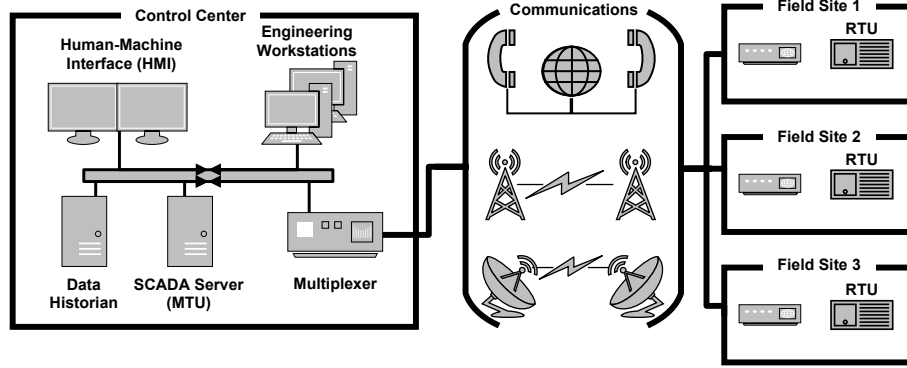 Control Center
Human-Machine
Interface (HMI)
Engineering
Workstations
Data
Historian
SCADA Server
(MTU)
Multiplexer
Communications
Field Site 1
RTU
Field Site 2
RTU
Field Site 3
RTU